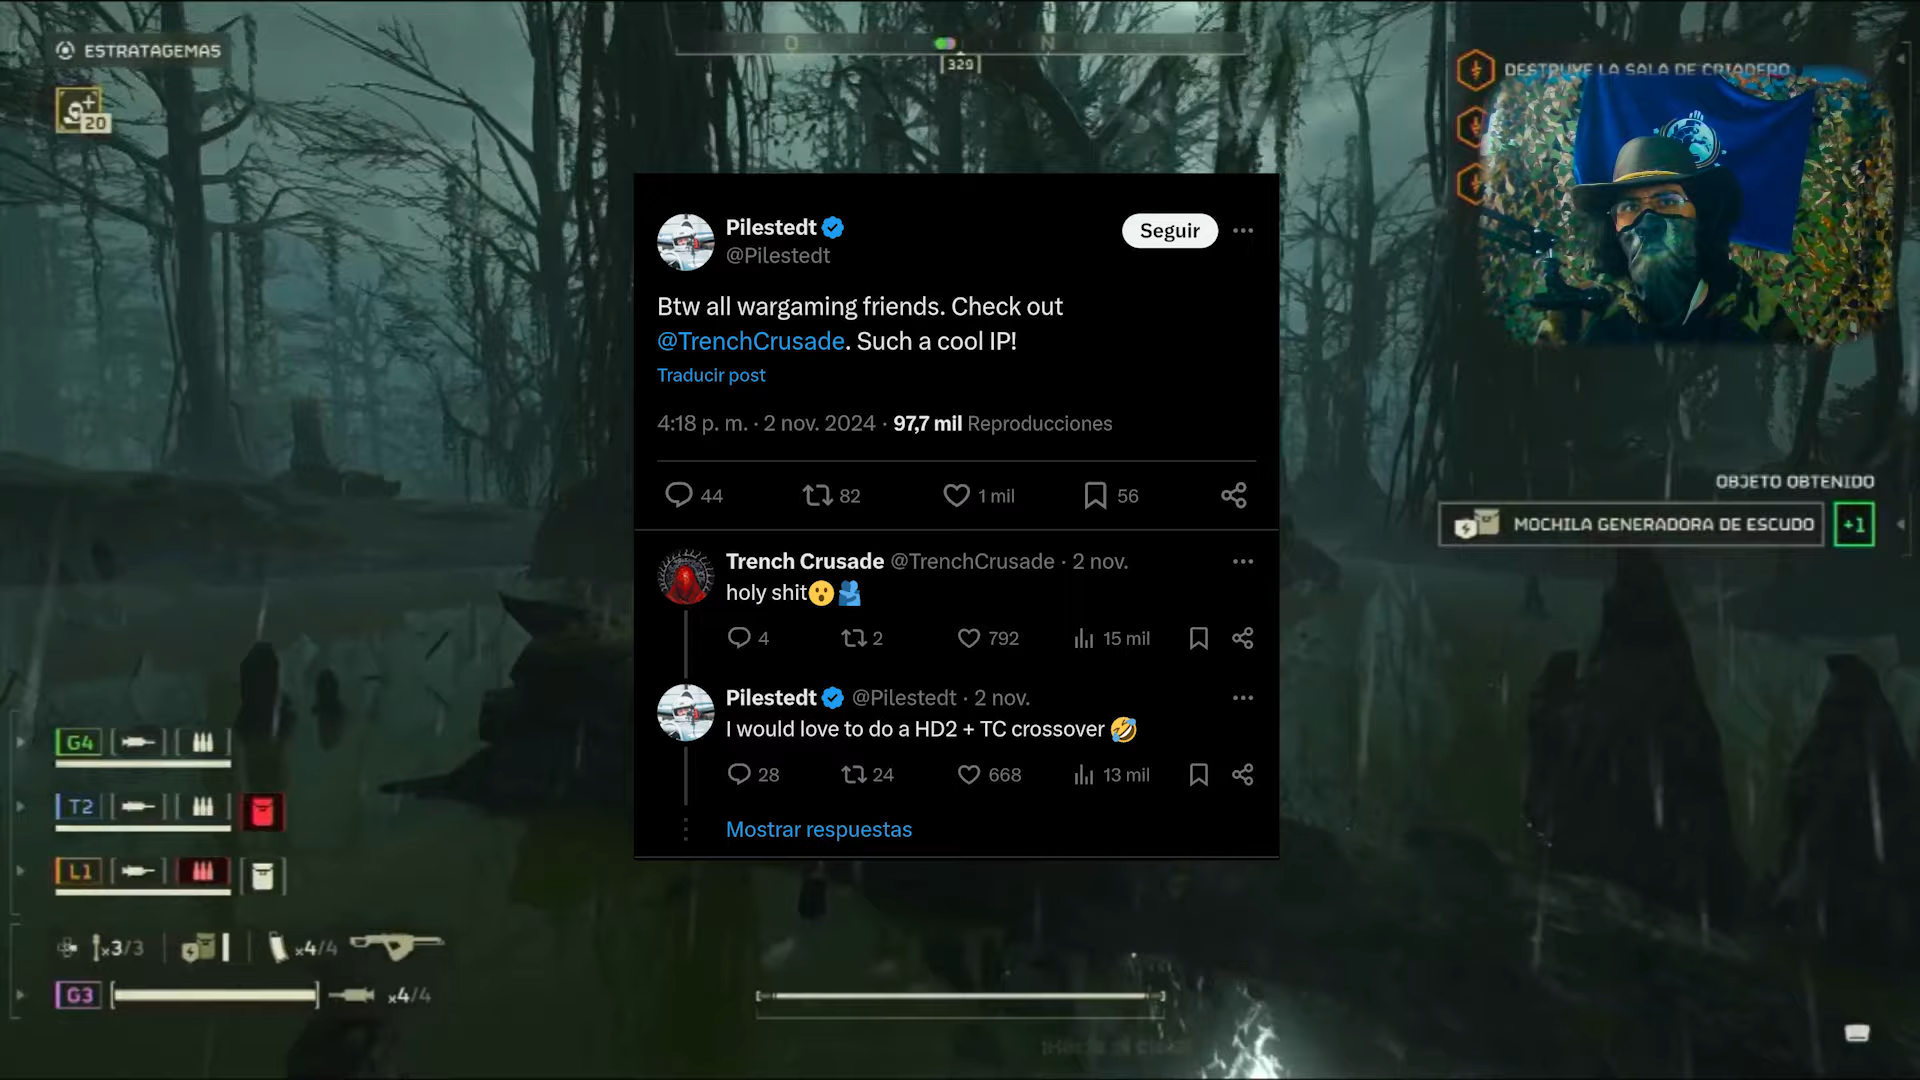 ESTRATAGEMAS
20
O
N
329
DESTRUYE LA SALA DE CRIADERO
Pilestedt
@Pilestedt
Seguir
Btw all wargaming friends. Check out
@TrenchCrusade. Such a cool IP!
Traducir post
4:18 p. m. · 2 nov. 2024 · 97,7 mil Reproducciones
44
82
1 mil
56
Trench Crusade @TrenchCrusade · 2 nov.
holy shit😮🫂
4
2
792
15 mil
Pilestedt @Pilestedt · 2 nov.
I would love to do a HD2 + TC crossover 🤣
28
24
668
13 mil
Mostrar respuestas
OBJETO OBTENIDO
MOCHILA GENERADORA DE ESCUDO +1
G4
T2
L1
x3/3
x4/4
G3
x4/4